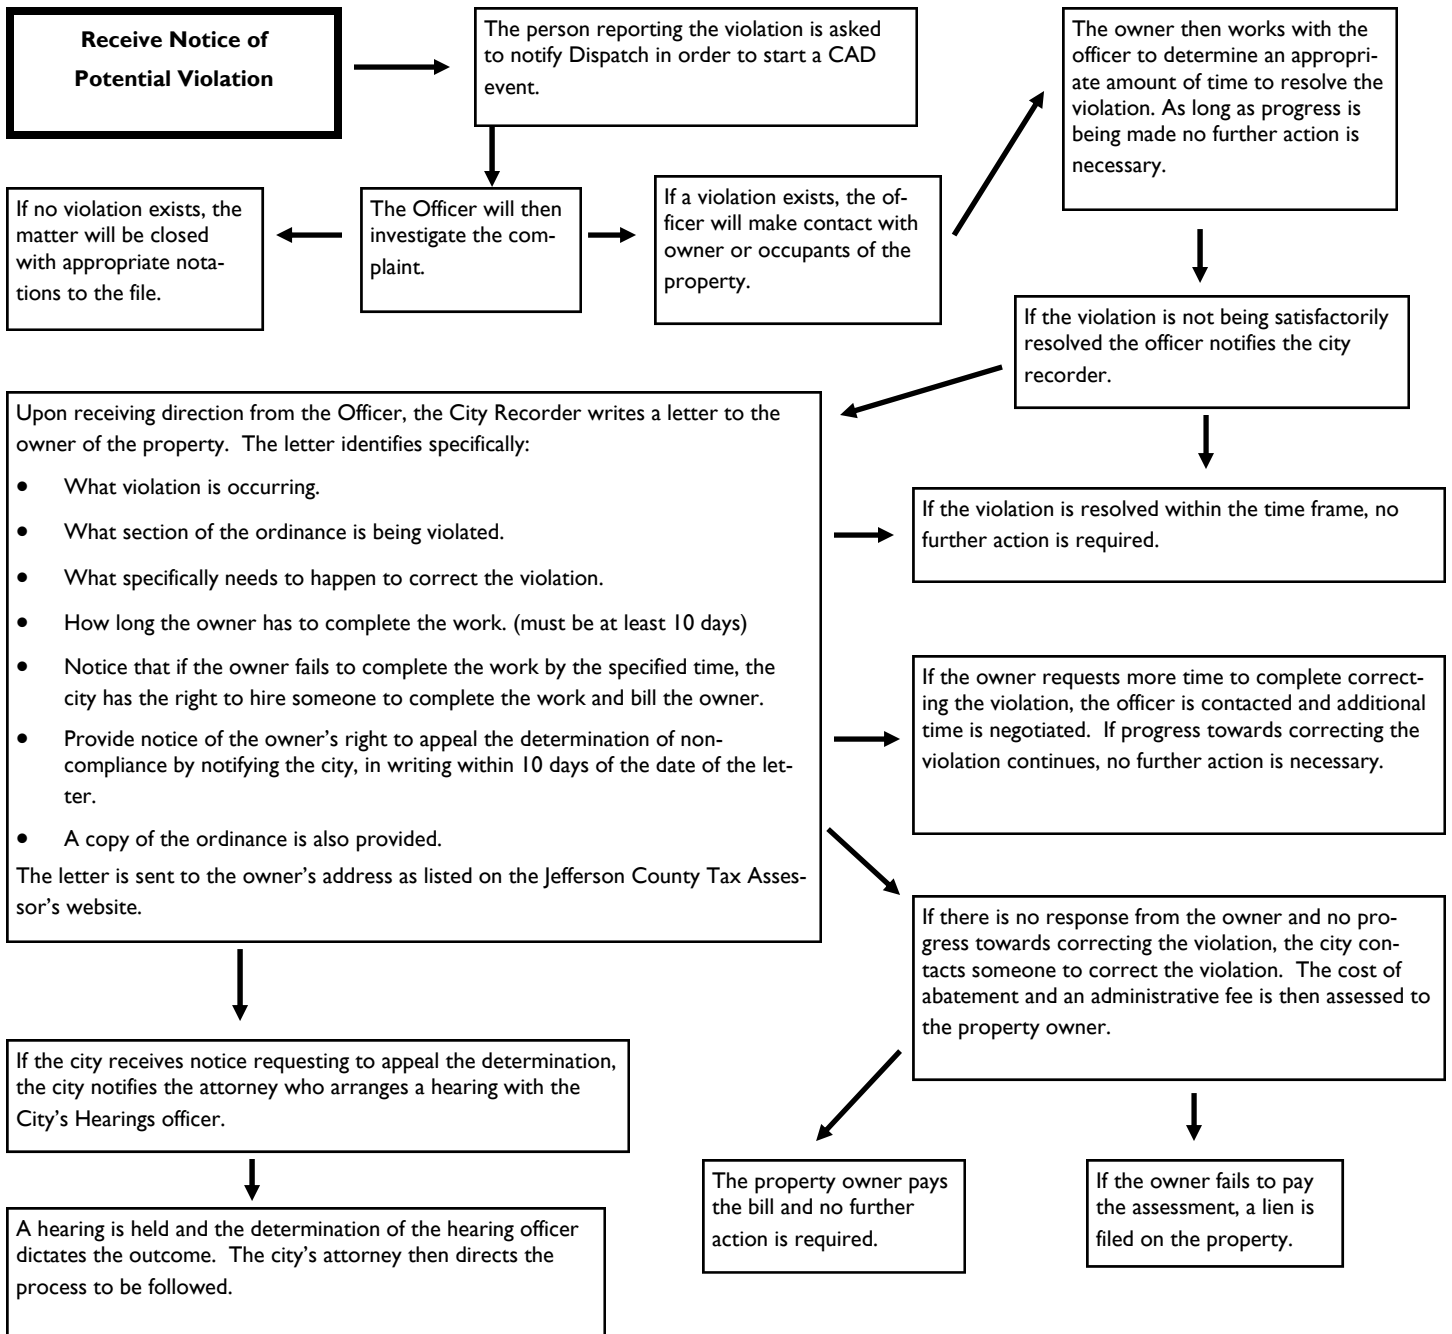 Receive Notice of
Potential Violation
The person reporting the violation is asked
to notify Dispatch in order to start a CAD
event.
The owner then works with the
officer to determine an appropri-
ate amount of time to resolve the
violation. As long as progress is
being made no further action is
necessary.
If no violation exists, the
matter will be closed
with appropriate nota-
tions to the file.
The Officer will then
investigate the com-
plaint.
If a violation exists, the of-
ficer will make contact with
owner or occupants of the
property.
If the violation is not being satisfactorily
resolved the officer notifies the city
recorder.
Upon receiving direction from the Officer, the City Recorder writes a letter to the
owner of the property.  The letter identifies specifically:
• What violation is occurring.
• What section of the ordinance is being violated.
• What specifically needs to happen to correct the violation.
• How long the owner has to complete the work. (must be at least 10 days)
• Notice that if the owner fails to complete the work by the specified time, the
city has the right to hire someone to complete the work and bill the owner.
• Provide notice of the owner's right to appeal the determination of non-
compliance by notifying the city, in writing within 10 days of the date of the let-
ter.
• A copy of the ordinance is also provided.
The letter is sent to the owner's address as listed on the Jefferson County Tax Asses-
sor's website.
If the violation is resolved within the time frame, no
further action is required.
If the owner requests more time to complete correct-
ing the violation, the officer is contacted and additional
time is negotiated.  If progress towards correcting the
violation continues, no further action is necessary.
If there is no response from the owner and no pro-
gress towards correcting the violation, the city con-
tacts someone to correct the violation.  The cost of
abatement and an administrative fee is then assessed to
the property owner.
If the city receives notice requesting to appeal the determination,
the city notifies the attorney who arranges a hearing with the
City's Hearings officer.
The property owner pays
the bill and no further
action is required.
If the owner fails to pay
the assessment, a lien is
filed on the property.
A hearing is held and the determination of the hearing officer
dictates the outcome.  The city's attorney then directs the
process to be followed.